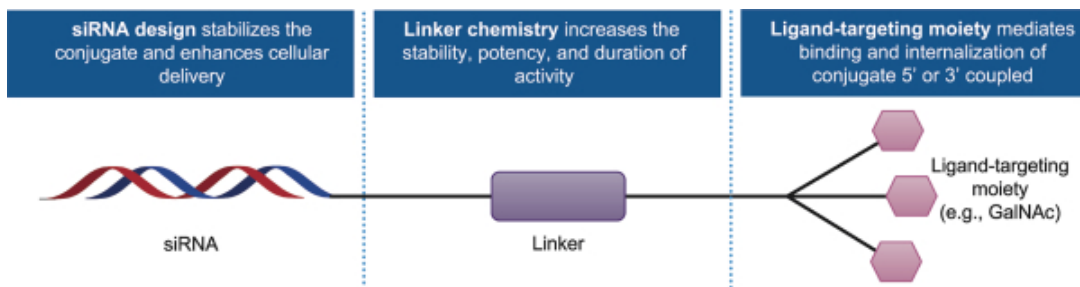 siRNA design stabilizes the
conjugate and enhances cellular
delivery
Linker chemistry increases the
stability, potency, and duration of
activity
Ligand-targeting moiety mediates
binding and internalization of
conjugate 5′ or 3′ coupled
siRNA
Linker
Ligand-targeting
moiety
(e.g., GalNAc)